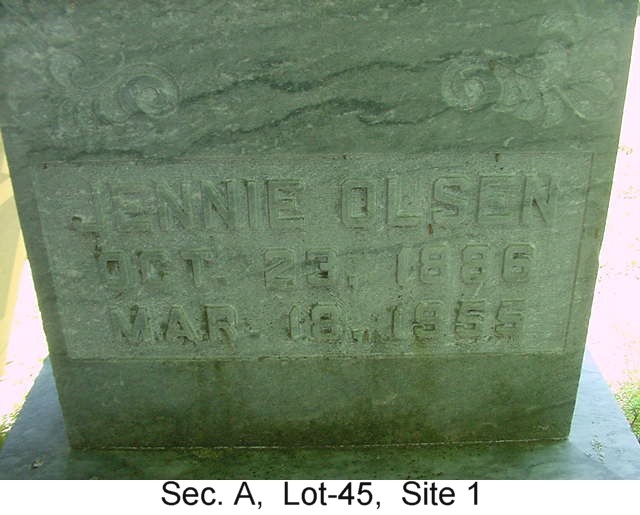 JENNIE OLSEN
OCT. 23, 1886
MAR. 18, 1955
Sec. A, Lot-45, Site 1